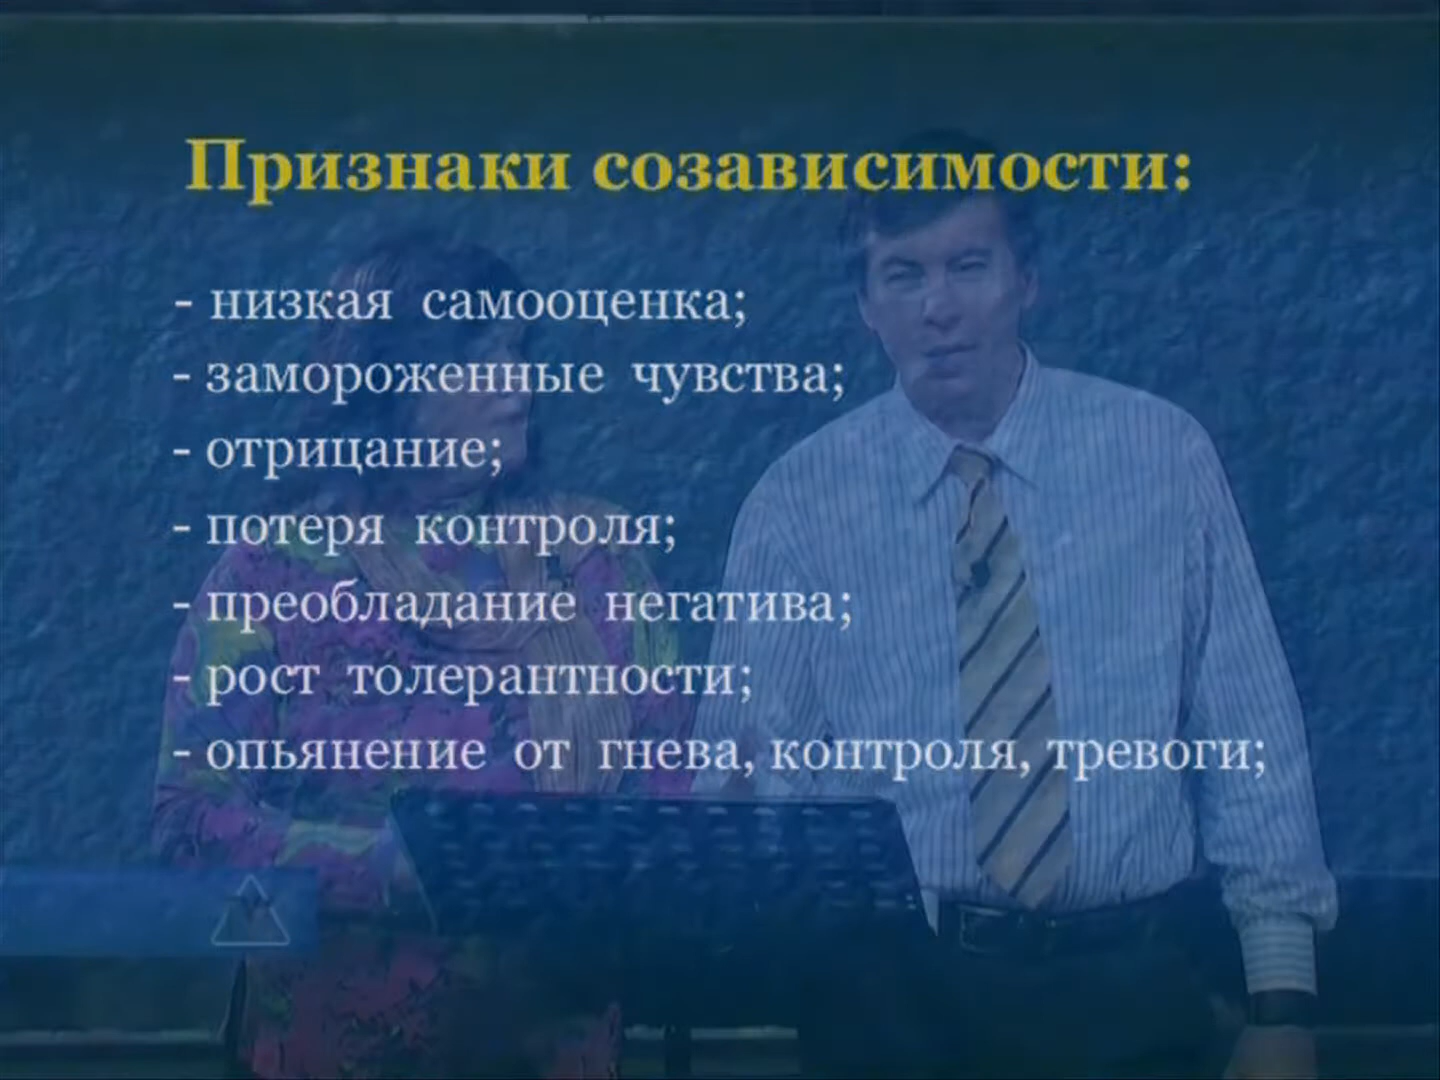 Признаки созависимости:
- низкая самооценка;
- замороженные чувства;
- отрицание;
- потеря контроля;
- преобладание негатива;
- рост толерантности;
- опьянение от гнева, контроля, тревоги;